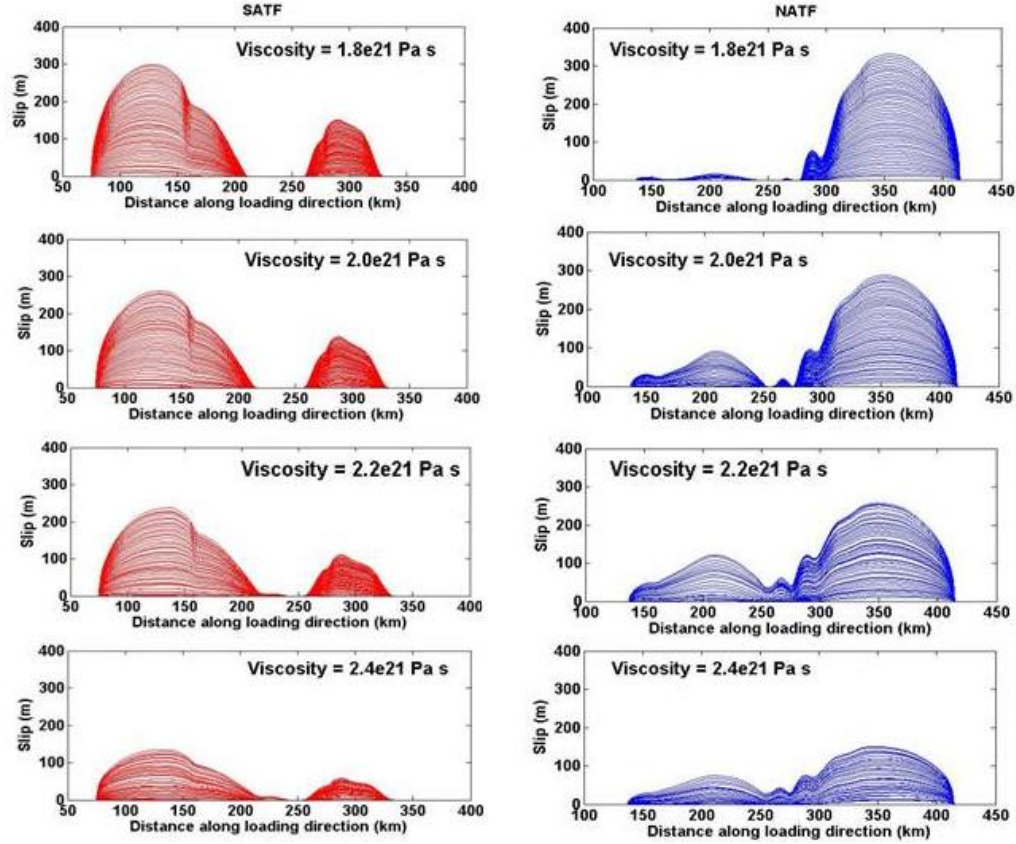 SATF
400
300
200
100
0
Slip (m)
Viscosity = 1.8e21 Pa s
50 100 150 200 250 300 350 400
Distance along loading direction (km)
NATF
400
300
200
100
0
Slip (m)
Viscosity = 1.8e21 Pa s
100 150 200 250 300 350 400 450
Distance along loading direction (km)
400
300
200
100
0
Slip (m)
Viscosity = 2.0e21 Pa s
50 100 150 200 250 300 350 400
Distance along loading direction (km)
400
300
200
100
0
Slip (m)
Viscosity = 2.0e21 Pa s
100 150 200 250 300 350 400 450
Distance along loading direction (km)
400
300
200
100
0
Slip (m)
Viscosity = 2.2e21 Pa s
50 100 150 200 250 300 350 400
Distance along loading direction (km)
400
300
200
100
0
Slip (m)
Viscosity = 2.2e21 Pa s
100 150 200 250 300 350 400 450
Distance along loading direction (km)
400
300
200
100
0
Slip (m)
Viscosity = 2.4e21 Pa s
50 100 150 200 250 300 350 400
Distance along loading direction (km)
400
300
200
100
0
Slip (m)
Viscosity = 2.4e21 Pa s
100 150 200 250 300 350 400 450
Distance along loading direction (km)